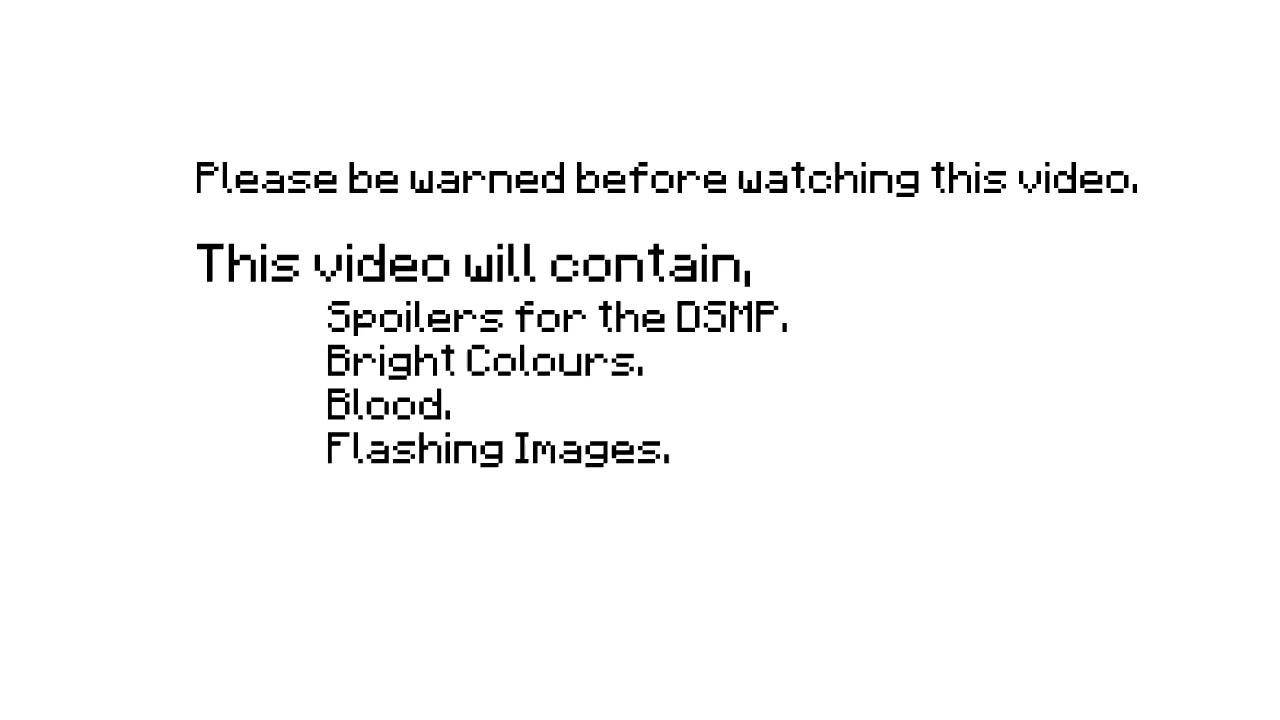 Please be warned before watching this video.
This video will contain,
Spoilers for the DSMP.
Bright Colours.
Blood.
Flashing Images.